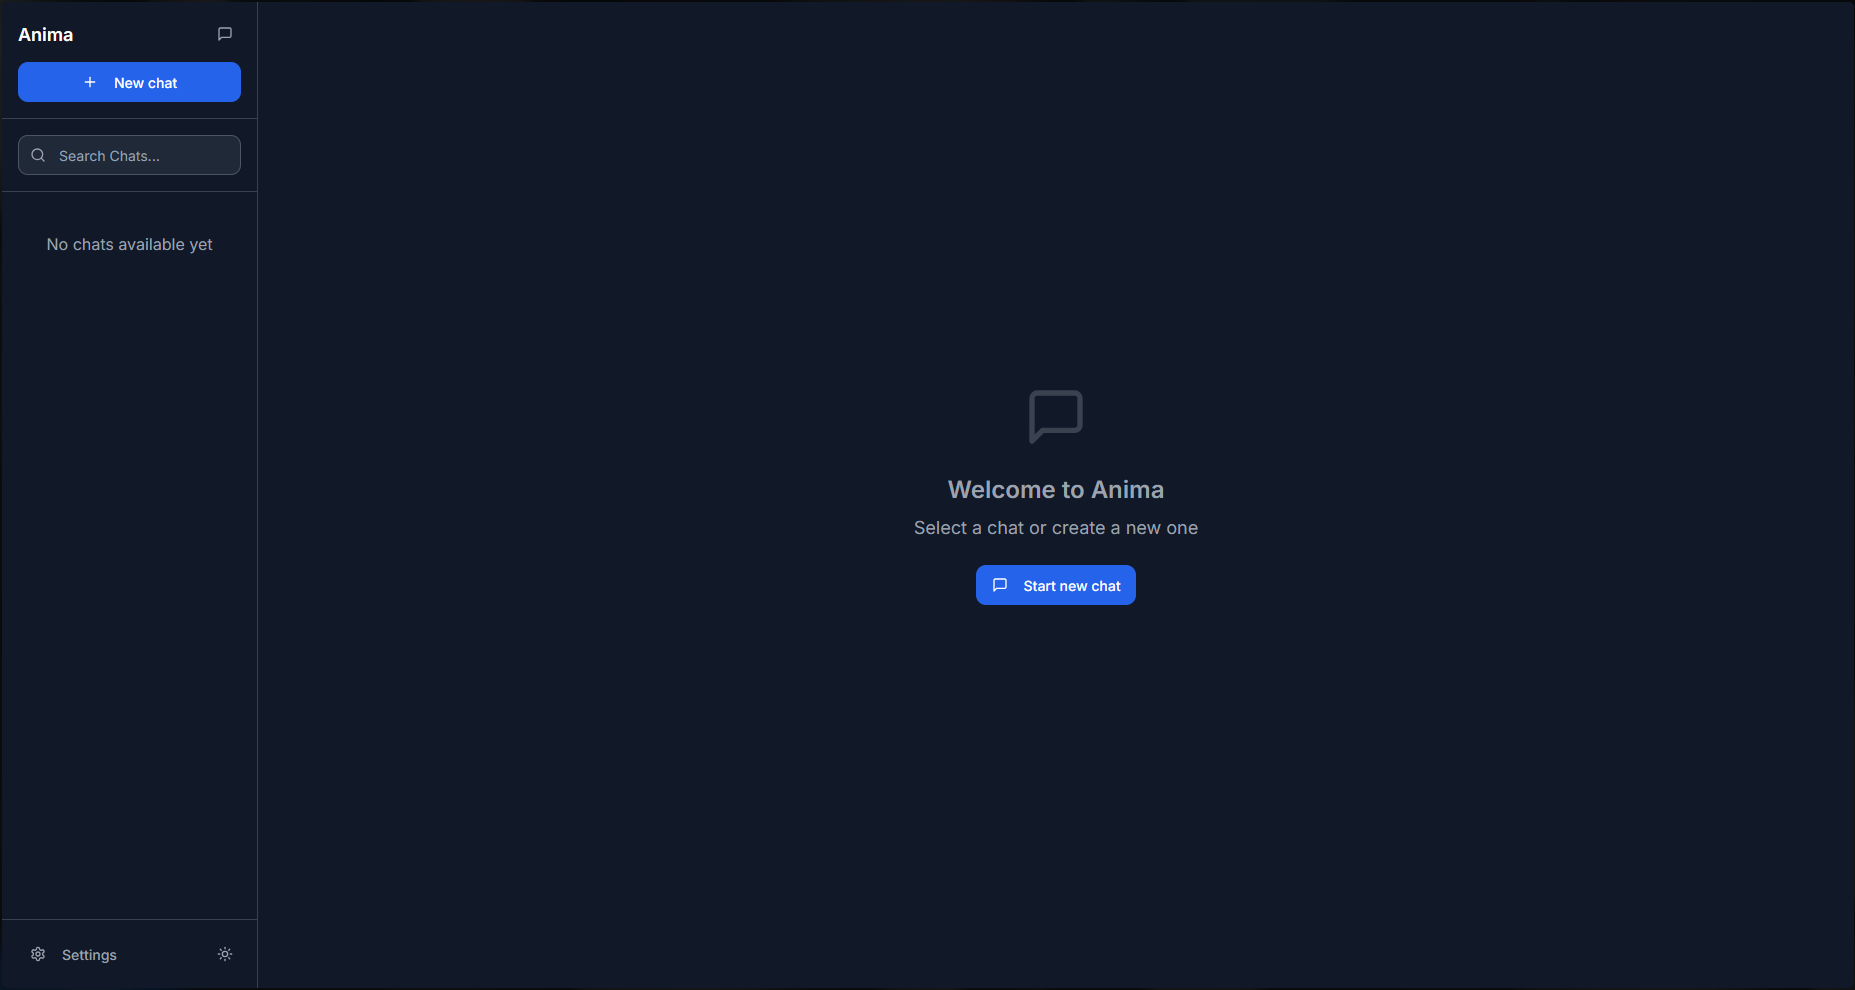 Anima
New chat
Search Chats...
No chats available yet
Welcome to Anima
Select a chat or create a new one
Start new chat
Settings